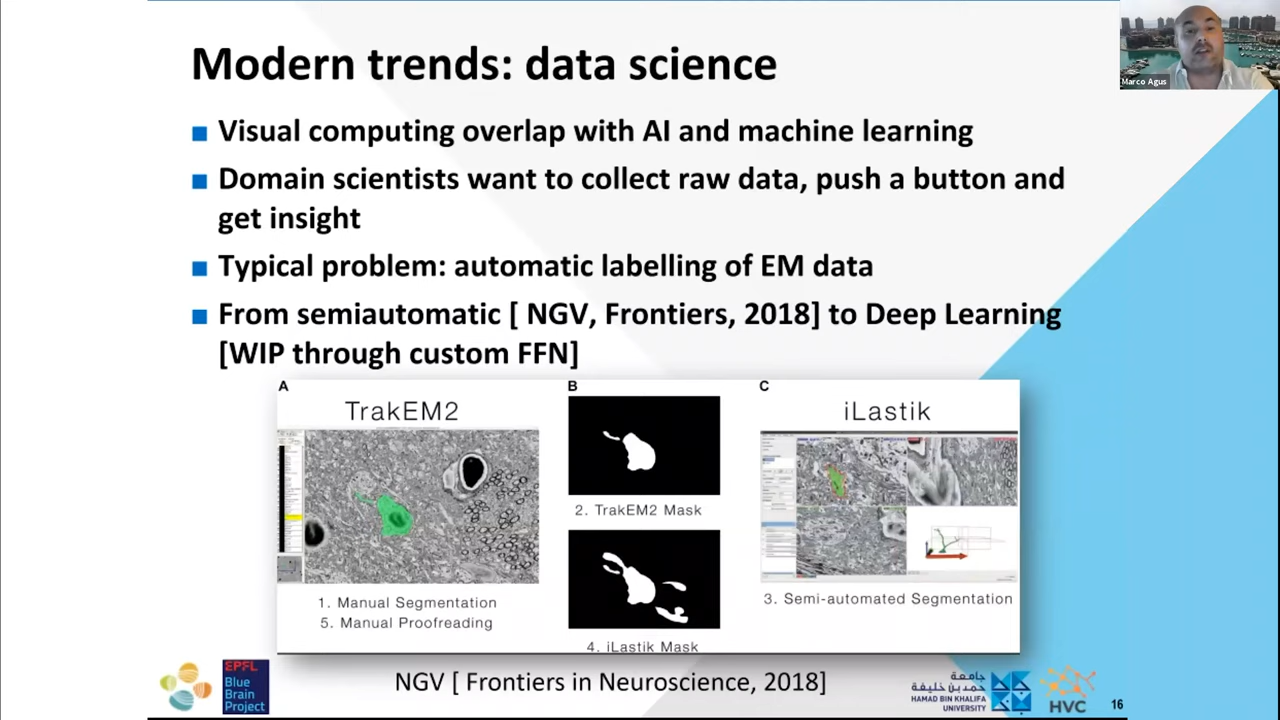 Modern trends: data science
Marco Agus
Visual computing overlap with AI and machine learning
Domain scientists want to collect raw data, push a button and
get insight
Typical problem: automatic labelling of EM data
From semiautomatic [ NGV, Frontiers, 2018] to Deep Learning
[WIP through custom FFN]
A
B
C
TrakEM2
iLastik
2. TrakEM2 Mask
1. Manual Segmentation
5. Manual Proofreading
3. Semi-automated Segmentation
4. iLastik Mask
NGV [ Frontiers in Neuroscience, 2018]
EPFL
Blue
Brain
Project
جامعة
حمد بن خليفة
HAMAD BIN KHALIFA
UNIVERSITY
HVC
16